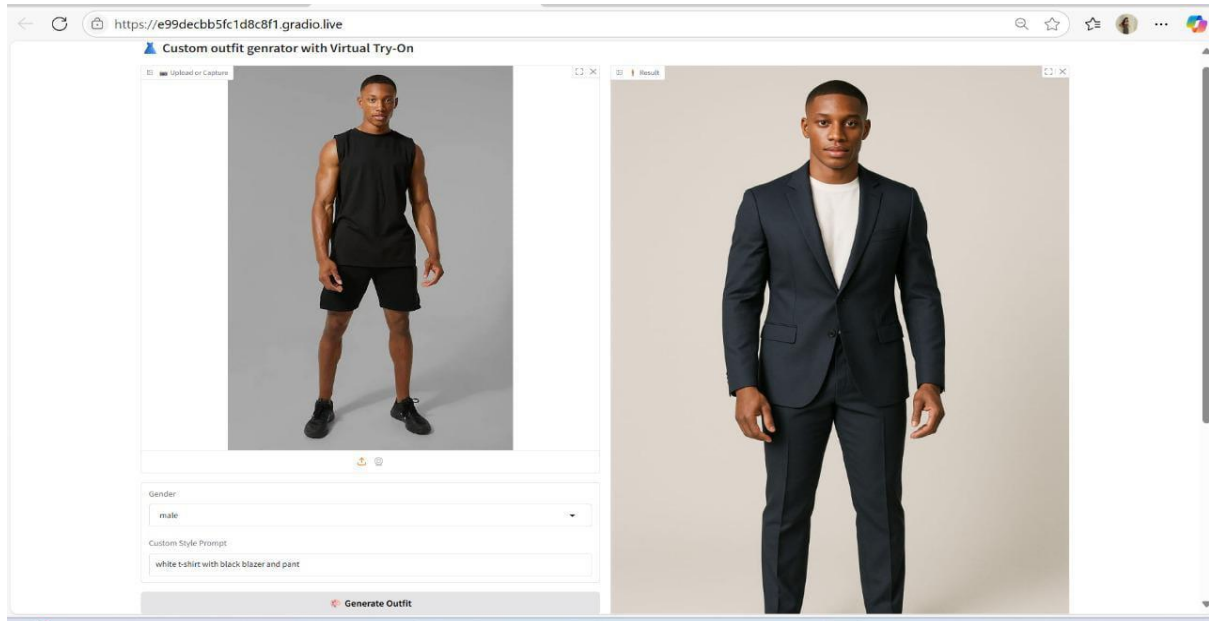 https://e99decbb5fc1d8c8f1.gradio.live
Custom outfit genrator with Virtual Try-On
Upload or Capture
Result
Gender
male
Custom Style Prompt
white t-shirt with black blazer and pant
Generate Outfit